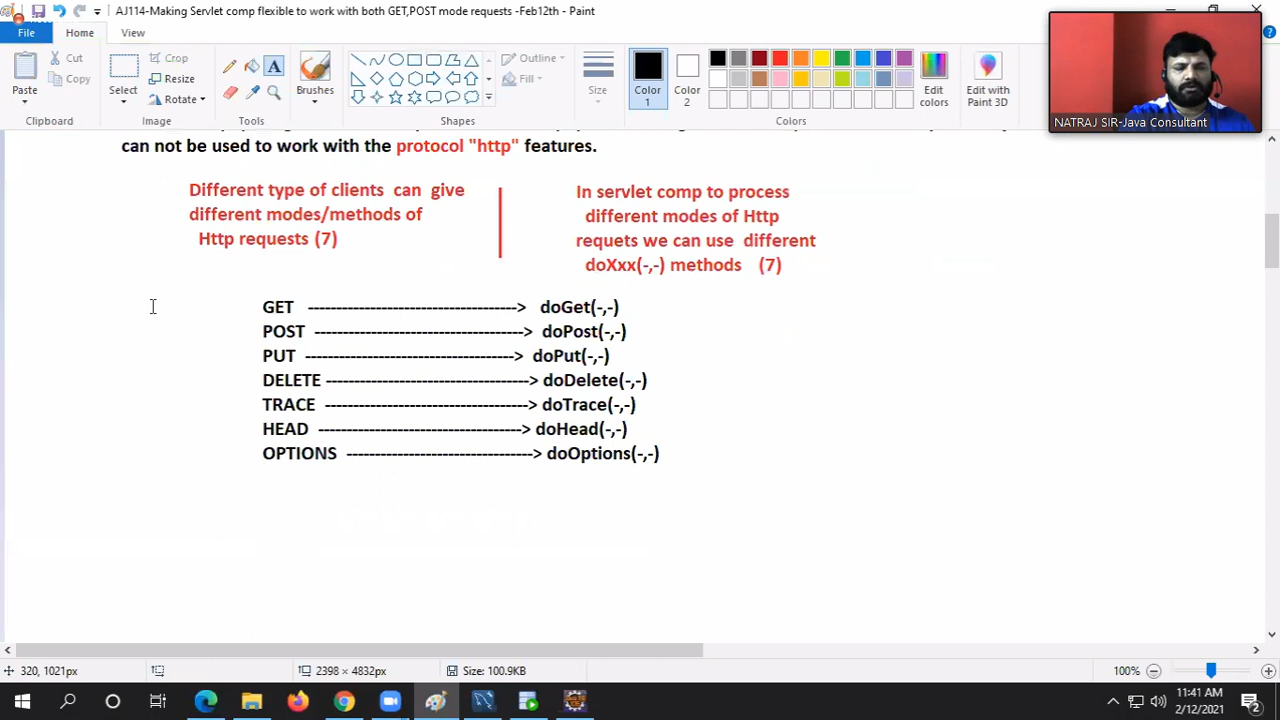 AJ114-Making Servlet comp flexible to work with both GET,POST mode requests -Feb12th - Paint
File
Home
View
Paste
Cut
Copy
Select
Crop
Resize
Rotate
Brushes
Outline
Fill
Size
Color
1
Color
2
Edit
colors
Edit with
Paint 3D
Clipboard
Image
Tools
Shapes
Colors
NATRAJ SIR-Java Consultant
can not be used to work with the protocol "http" features.
Different type of clients can give
different modes/methods of
Http requests (7)
In servlet comp to process
different modes of Http
requets we can use different
doXxx(-,-) methods (7)
GET -------------------------------------> doGet(-,-)
POST -------------------------------------> doPost(-,-)
PUT -------------------------------------> doPut(-,-)
DELETE ------------------------------------> doDelete(-,-)
TRACE ------------------------------------> doTrace(-,-)
HEAD ------------------------------------> doHead(-,-)
OPTIONS ---------------------------------> doOptions(-,-)
320, 1021px
2398 × 4832px
Size: 100.9KB
100%
11:41 AM
2/12/2021
2